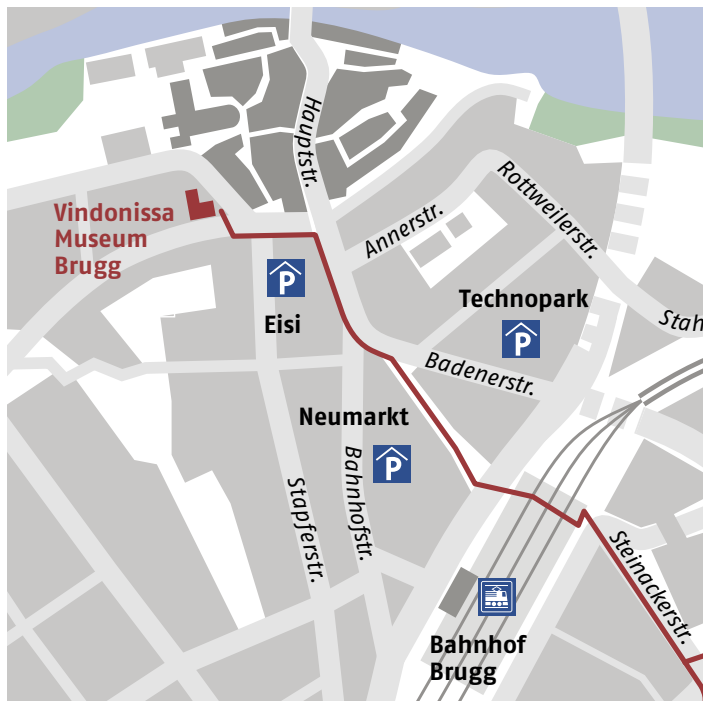 Hauptstr.
Rottweilerstr.
Annerstr.
Vindonissa
Museum
Brugg
P
Eisi
Technopark
P
Stah
Badenerstr.
Neumarkt
P
Bahnhofstr.
Stapferstr.
Steinackerstr.
Bahnhof
Brugg